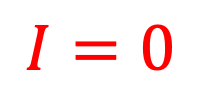 I = 0